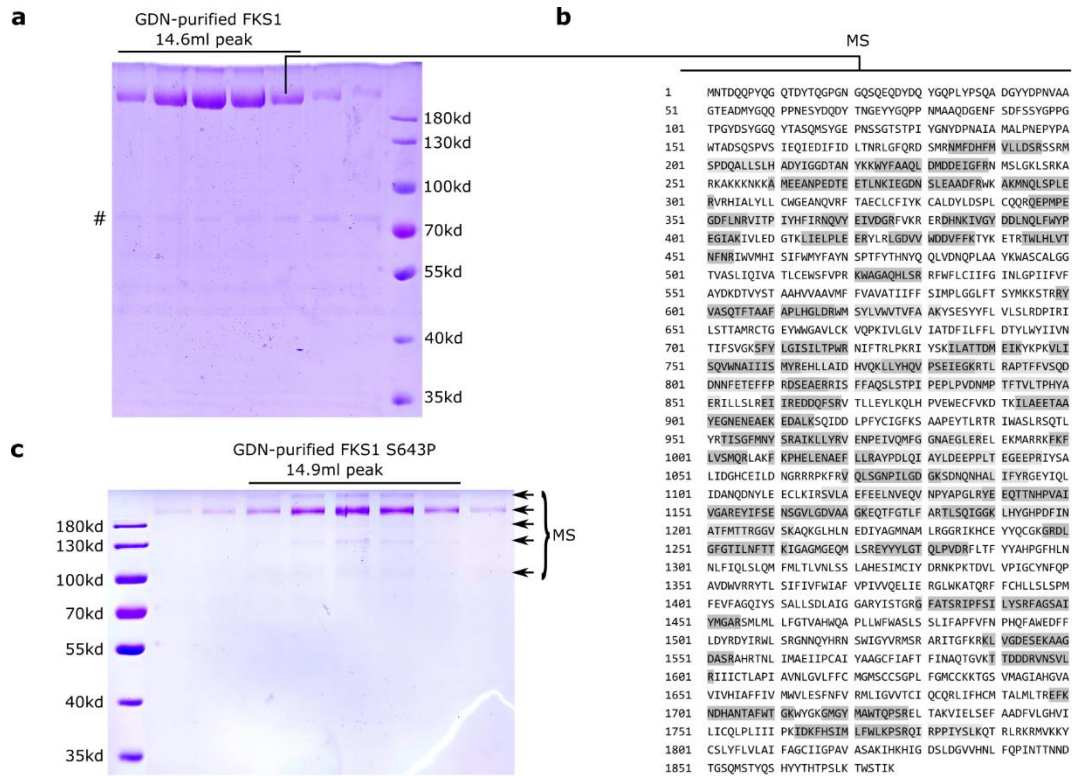 a
GDN-purified FKS1
14.6ml peak
#
180kd
130kd
100kd
70kd
55kd
40kd
35kd
b
MS
1 MNTDQQPYQG QTDYTQGPGN GQSQEQDYDQ YGQPLYPSQA DGYYDPNVAA
51 GTEADMYGQQ PPNESYDQDY TNGEYYGQPP NMAAQDGENF SDFSSYGPPG
101 TPGYDSYGGQ YTASQMSYGE PNSSGTSTPI YGNYDPNAIA MALPNEPYPA
151 WTADSQSPVS IEQIEDIFID LTNRLGFQRD SMRNMFDHFM VLLDSRSSRM
201 SPDQALLSLH ADYIGGDTAN YKKWYFAAQL DMDDEIGFRN MSLGKLSRKA
251 RKAKKKNKKA MEEANPEDTE ETLNKIEGDN SLEAADFRWK AKMNQLSPLE
301 RVRHIALYLL CWGEANQVRF TAECLCFIYK CALDYLDSPL CQQRQEPMPE
351 GDFLNRVITP IYHFIRNQVY EIVDGRFVKR ERDHNKIVGY DDLNQLFWYP
401 EGIAKIVLED GTKLIELPLE ERYLRLGDVV WDDVFFKTYK ETRTWLHLVT
451 NFNRIWVMHI SIFWMYFAYN SPTFYTHNYQ QLVDNQPLAA YKWASCALGG
501 TVASLIQIVA TLCEWSFVPR KWAGAQHLSR RFWFLCIIFG INLGPIIFVF
551 AYDKDTVYST AAHVVAAVMF FVAVATIIFF SIMPLGGLFT SYMKKSTRRY
601 VASQTFTAAF APLHGLDRWM SYLVWVTVFA AKYSESYYFL VLSLRDPIRI
651 LSTTAMRCTG EYWWGAVLCK VQPKIVLGLV IATDFILFFL DTYLWYIIVN
701 TIFSVGKSFY LGISILTPWR NIFTRLPKRI YSKILATTDM EIKYKPKVLI
751 SQVWNAIIIS MYREHLLAID HVQKLLYHQV PSEIEGKRTL RAPTFFVSQD
801 DNNFETEFFP RDSEAERRIS FFAQSLSTPI PEPLPVDNMP TFTVLTPHYA
851 ERILLSLREI IREDDQFSRV TLLEYLKQLH PVEWECFVKD TKILAEETAA
901 YEGNENEAEK EDALKSQIDD LPFYCIGFKS AAPEYTLRTR IWASLRSQTL
951 YRTISGFMNY SRAIKLLYRV ENPEIVQMFG GNAEGLEREL EKMARRKFKF
1001 LVSMQRLAKF KPHELENAEF LLRAYPDLQI AYLDEEPPLT EGEEPRIYSA
1051 LIDGHCEILD NGRRRPKFRV QLSGNPILGD GKSDNQNHAL IFYRGEYIQL
1101 IDANQDNYLE ECLKIRSVLA EFEELNVEQV NPYAPGLRYE EQTTNHPVAI
1151 VGAREYIFSE NSGVLGDVAA GKEQTFGTLF ARTLSQIGGK LHYGHPDFIN
1201 ATFMTTRGGV SKAQKGLHLN EDIYAGMNAM LRGGRIKHCE YYQCGKGRDL
1251 GFGTILNFTT KIGAGMGEQM LSREYYYLGT QLPVDRFLTF YYAHPGFHLN
1301 NLFIQLSLQM FMLTLVNLSS LAHESIMCIY DRNKPKTDVL VPIGCYNFQP
1351 AVDWVRRYTL SIFIVFWIAF VPIVVQELIE RGLWKATQRF FCHLLSLSPM
1401 FEVFAGQIYS SALLSDLAIG GARYISTGRG FATSRIPFSI LYSRFAGSAI
1451 YMGARSMLML LFGTVAHWQA PLLWFWASLS SLIFAPFVFN PHQFAWEDFF
1501 LDYRDYIRWL SRGNNQYHRN SWIGYVRMSR ARITGFKRKL VGDESEKAAG
1551 DASRAHRTNL IMAEIIPCAI YAAGCFIAFT FINAQTGVKT TDDDRVNSVL
1601 RIIICTLAPI AVNLGVLFFC MGMSCCSGPL FGMCCKKTGS VMAGIAHGVA
1651 VIVHIAFFIV MWVLESFNFV RMLIGVVTCI QCQRLIFHCM TALMLTREFK
1701 NDHANTAFWT GKWYGKGMGY MAWTQPSREL TAKVIELSEF AADFVLGHVI
1751 LICQLPLIII PKIDKFHSIM LFWLKPSRQI RPPIYSLKQT RLRKRMVKKY
1801 CSLYFLVLAI FAGCIIGPAV ASAKIHKHIG DSLDGVVHNL FQPINTTNND
1851 TGSQMSTYQS HYYTHTPSLK TWSTIK
c
GDN-purified FKS1 S643P
14.9ml peak
180kd
130kd
100kd
70kd
55kd
40kd
35kd
MS